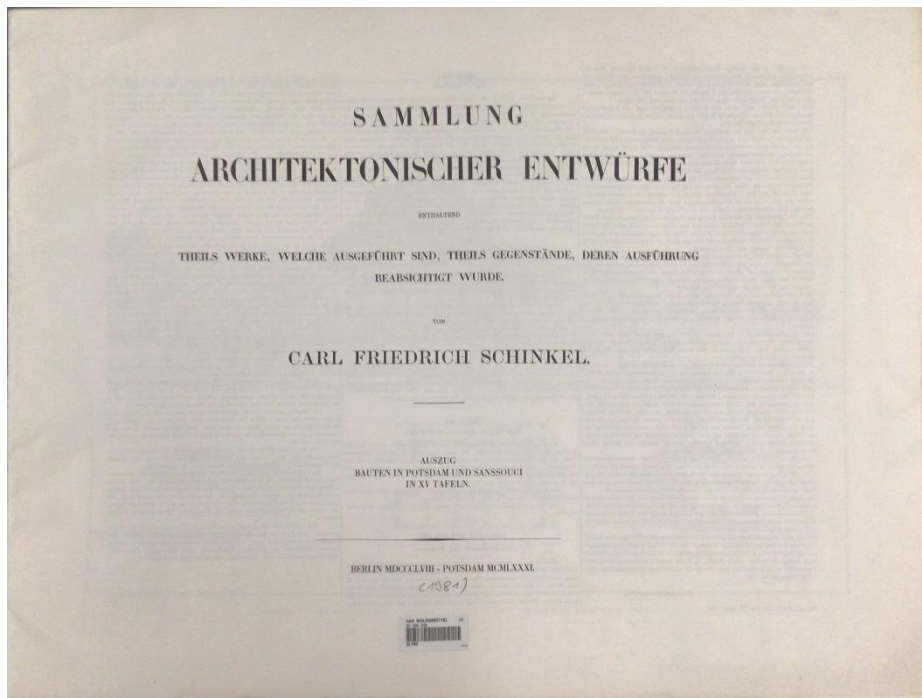 SAMMLUNG
ARCHITEKTONISCHER ENTWÜRFE
ENTHALTEND
THEILS WERKE, WELCHE AUSGEFÜHRT SIND, THEILS GEGENSTÄNDE, DEREN AUSFÜHRUNG
BEABSICHTIGT WURDE.
VON
CARL FRIEDRICH SCHINKEL.
AUSZUG
BAUTEN IN POTSDAM UND SANSSOUCI
IN XV TAFELN.
BERLIN MDCCCLVIII - POTSDAM MCMLXXXI.
(1981)